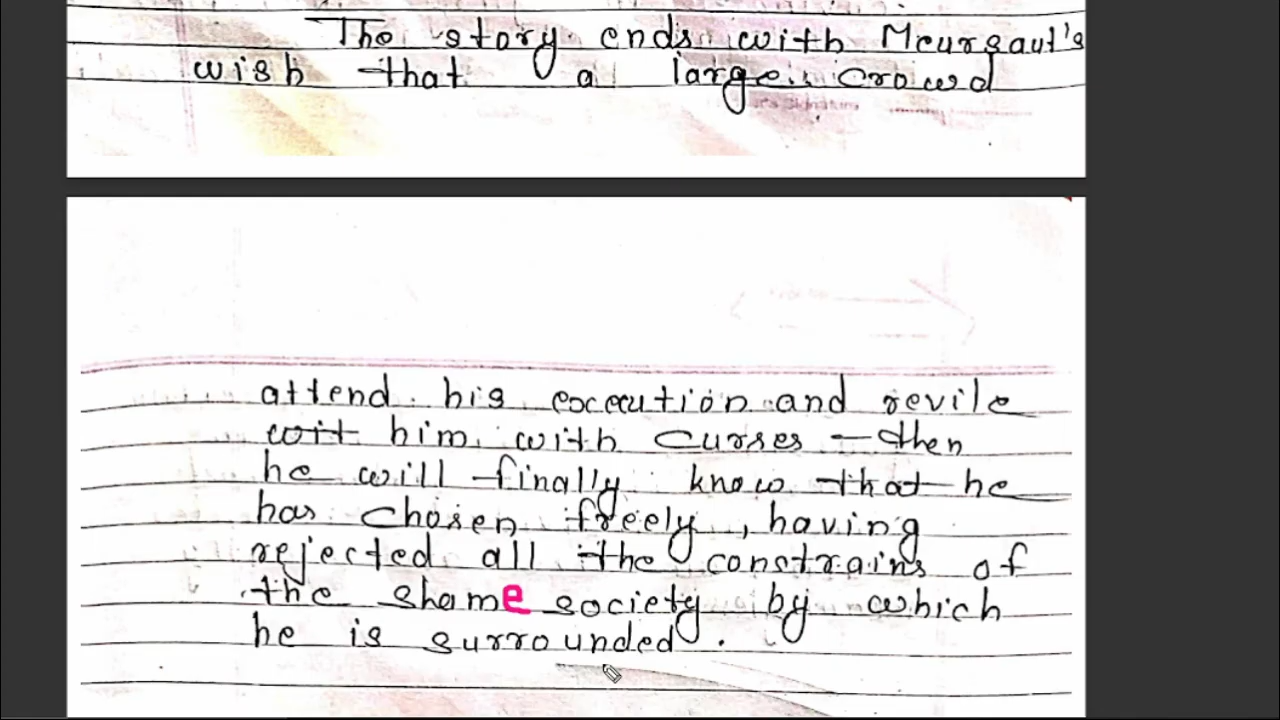 The story ends with Meursault's
wish that a large crowd
attend his excecution and revile
wit him with curses then
he will finally know that he
has chosen freely, having
rejected all the constrains of
the shame society by which
he is surrounded.